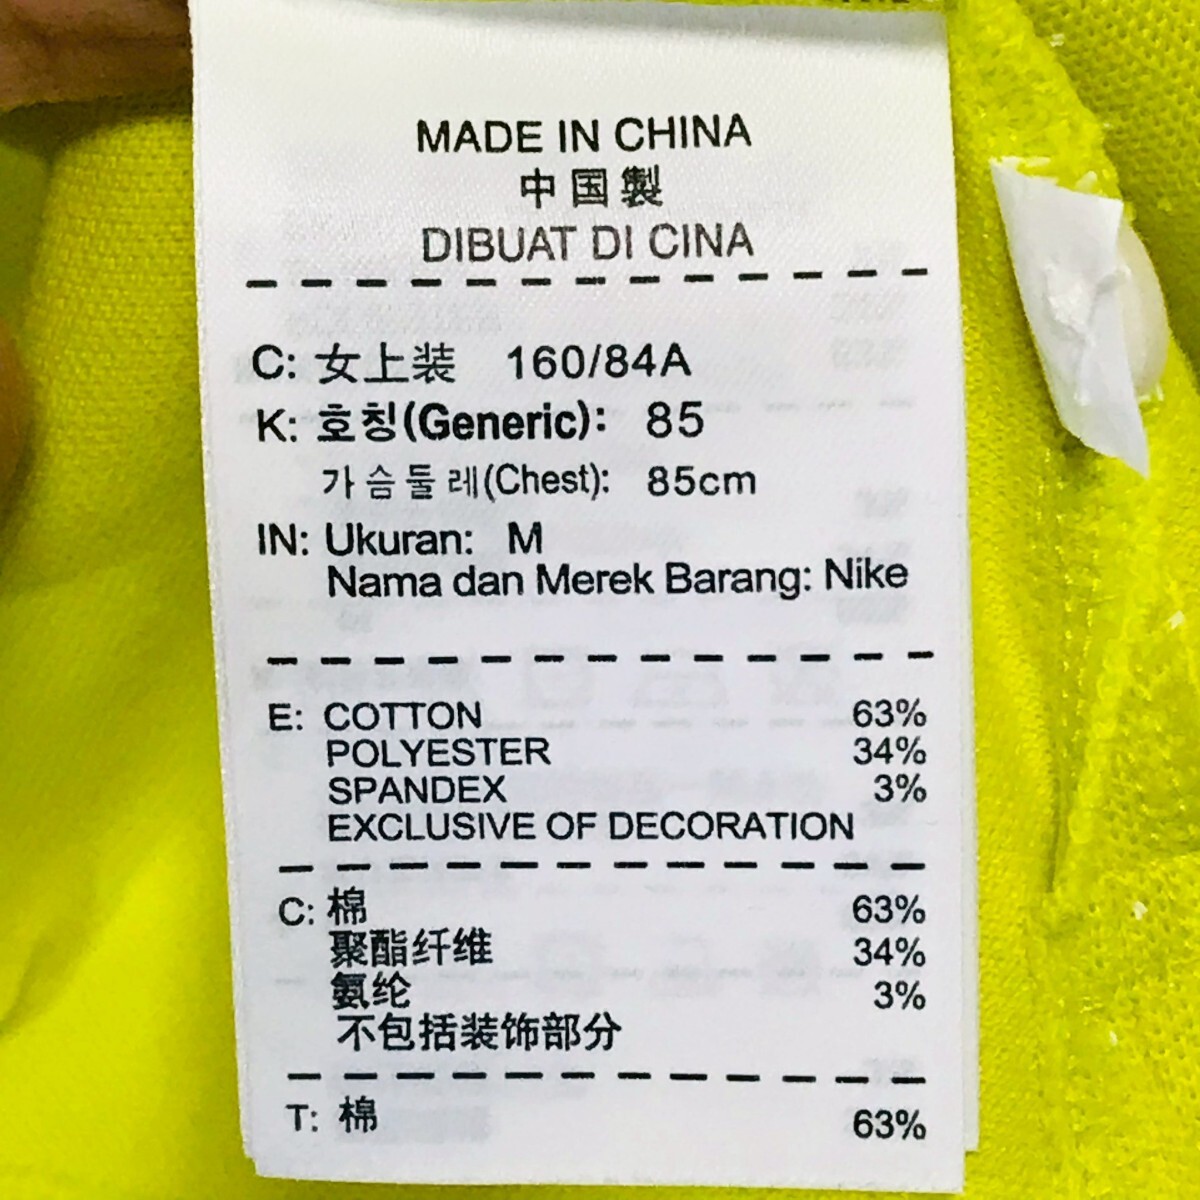 MADE IN CHINA
中国製
DIBUAT DI CINA
C: 女上装 160/84A
K: 호칭(Generic): 85
가슴둘레(Chest): 85cm
IN: Ukuran: M
Nama dan Merek Barang: Nike
E: COTTON 63%
POLYESTER 34%
SPANDEX 3%
EXCLUSIVE OF DECORATION
C: 棉 63%
聚酯纤维 34%
氨纶 3%
不包括装饰部分
T: 棉 63%